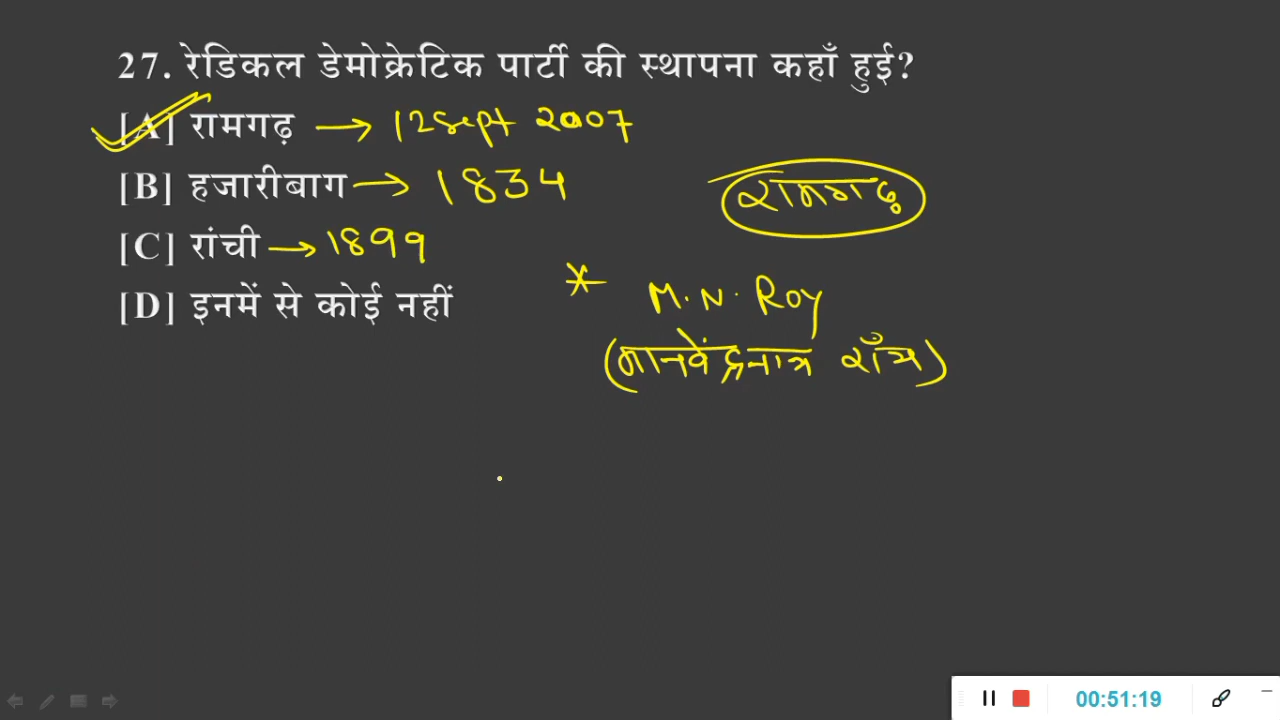 27. रेडिकल डेमोक्रेटिक पार्टी की स्थापना कहाँ हुई?
[A] रामगढ़ → 12 Sept 2007
[B] हजारीबाग → 1834
रामगढ़
[C] रांची → 1899
[D] इनमें से कोई नहीं
* M. N. Roy
(मानवेंद्रनाथ रॉय)
00:51:19